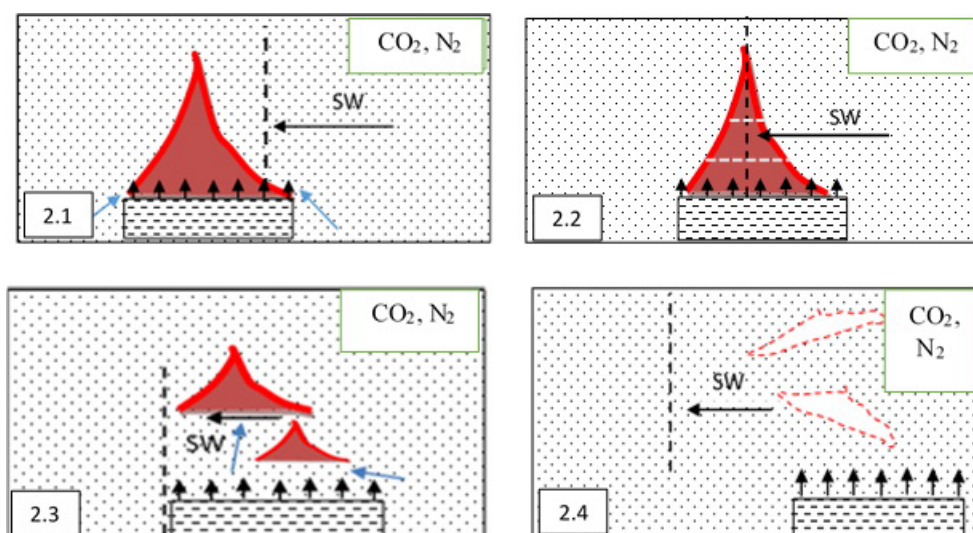 CO₂, N₂
SW
2.1
CO₂, N₂
SW
2.2
CO₂, N₂
SW
2.3
CO₂,
N₂
SW
2.4